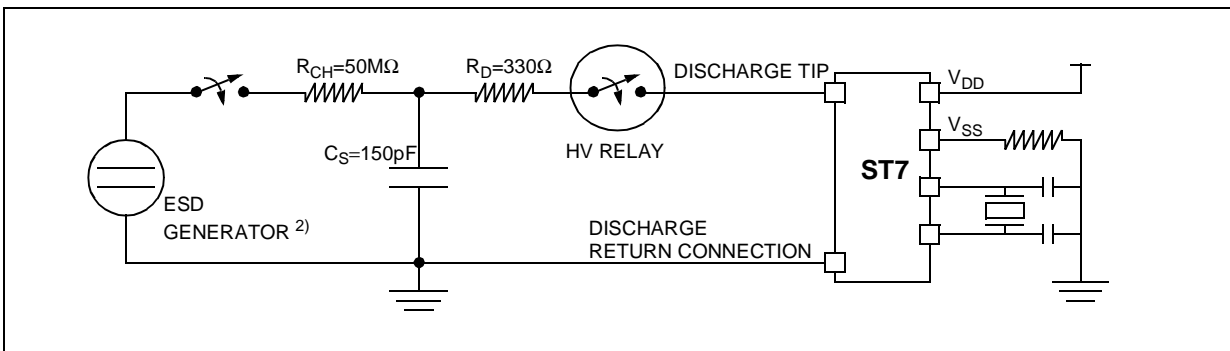 R_CH=50MΩ
R_D=330Ω
DISCHARGE TIP
V_DD
V_SS
HV RELAY
C_S=150pF
ST7
ESD
GENERATOR 2)
DISCHARGE
RETURN CONNECTION